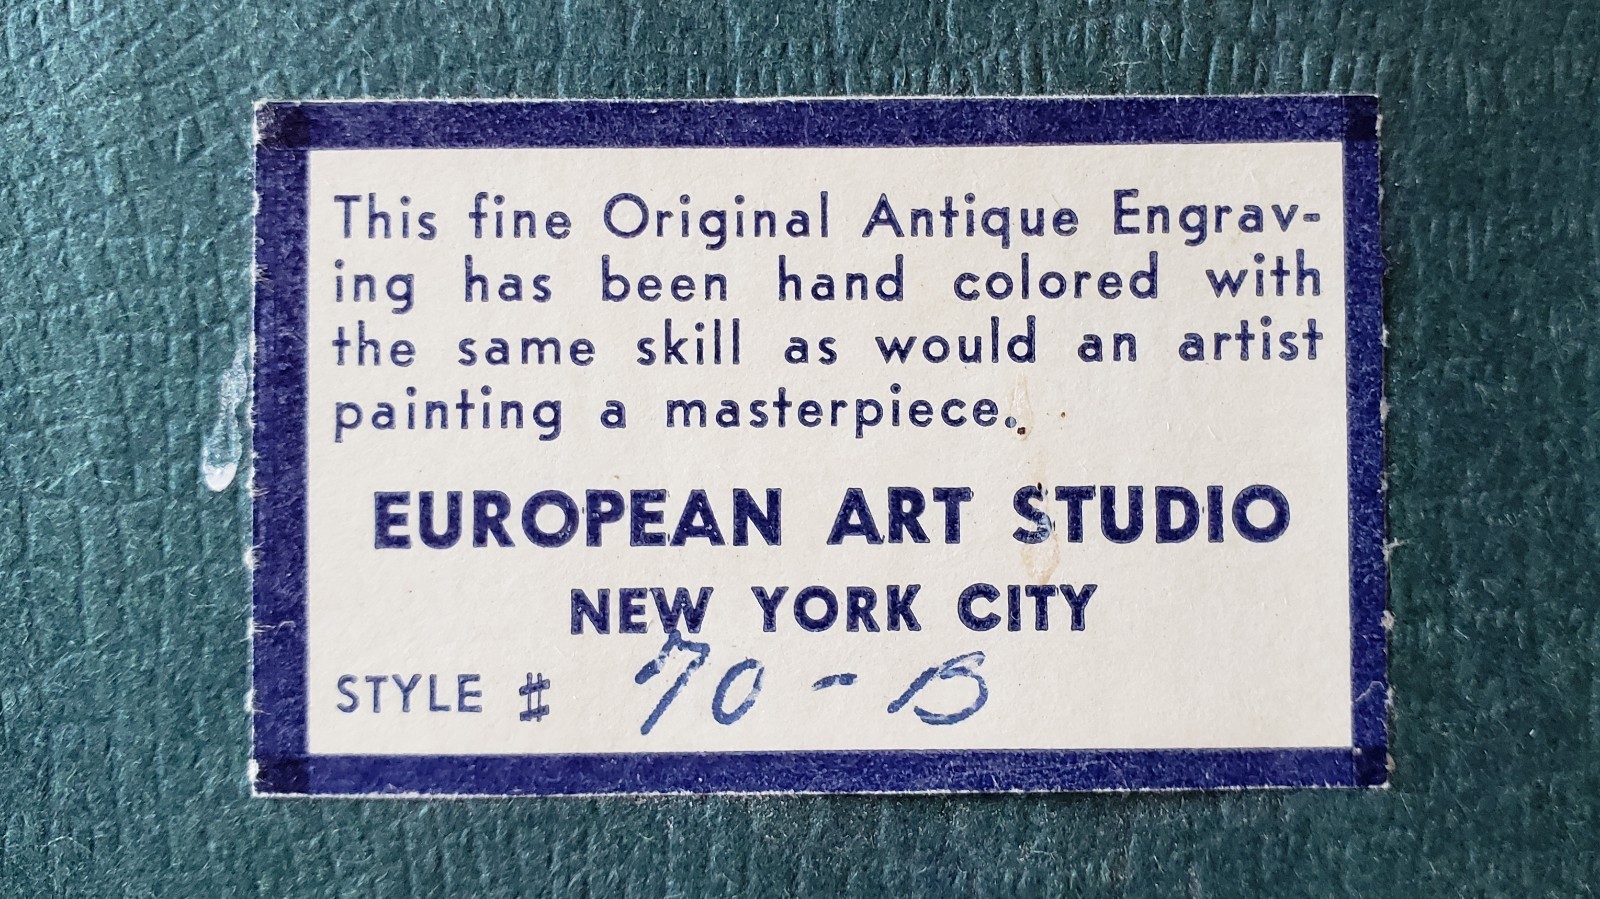 This fine Original Antique Engrav-
ing has been hand colored with
the same skill as would an artist
painting a masterpiece.
EUROPEAN ART STUDIO
NEW YORK CITY
STYLE # 70-B